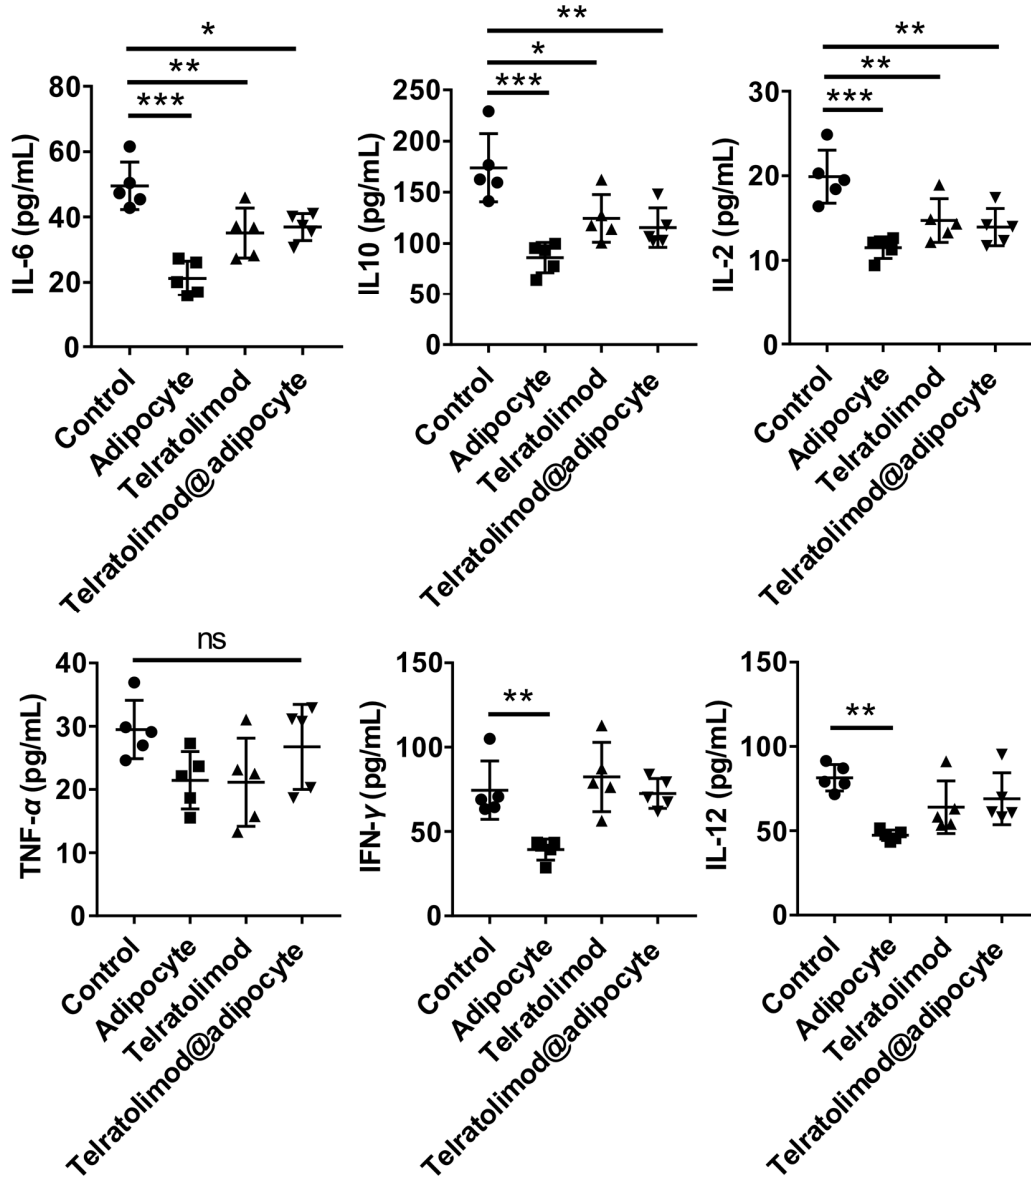 *
**
***
IL-6 (pg/mL)
80
60
40
20
0
Control
Adipocyte
Telratolimod
Telratolimod@adipocyte
**
*
***
IL10 (pg/mL)
250
200
150
100
50
0
Control
Adipocyte
Telratolimod
Telratolimod@adipocyte
**
**
***
IL-2 (pg/mL)
30
20
10
0
Control
Adipocyte
Telratolimod
Telratolimod@adipocyte
ns
TNF-α (pg/mL)
40
30
20
10
0
Control
Adipocyte
Telratolimod
Telratolimod@adipocyte
**
IFN-γ (pg/mL)
150
100
50
0
Control
Adipocyte
Telratolimod
Telratolimod@adipocyte
**
IL-12 (pg/mL)
150
100
50
0
Control
Adipocyte
Telratolimod
Telratolimod@adipocyte